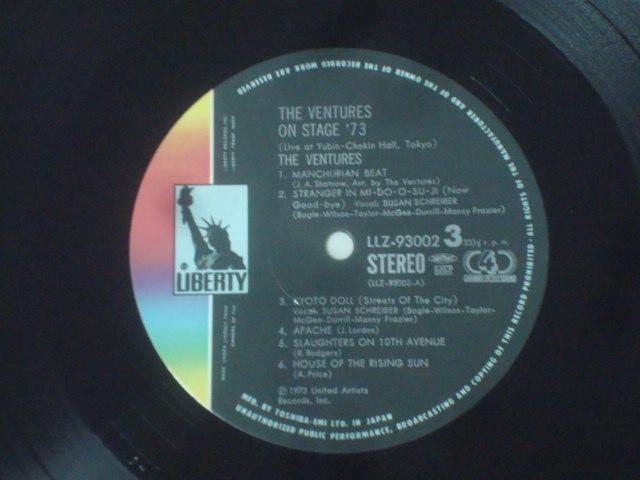 THE VENTURES
ON STAGE '73
(Live at Yubin-Chokin Hall, Tokyo)
THE VENTURES
1. MANCHURIAN BEAT
(J. A. Shatrow, Arr. by The Ventures)
2. STRANGER IN MI-DO-O-SU-JI (Now
Good-bye) Vocal: SUSAN SCHREIBER
(Bogle-Wilson-Taylor-McGee-Durrill-Manny Frazier)
LLZ-93002 3 33⅓ r. p. m.
STEREO
(LLZ-93002-A)
LIBERTY
3. KYOTO DOLL (Streets Of The City)
Vocal: SUSAN SCHREIBER (Bogle-Wilson-Taylor-
McGee-Durrill-Manny Frazier)
4. APACHE (J. Lordan)
5. SLAUGHTERS ON 10TH AVENUE
(R. Rodgers)
6. HOUSE OF THE RISING SUN
(A. Price)
Ⓟ 1973 United Artists
Records, Inc.
MFD. BY TOSHIBA-EMI LTD. IN JAPAN
ALL RIGHTS OF THE MANUFACTURER AND OF THE OWNER OF THE RECORDED WORK ARE RESERVED
UNAUTHORIZED PUBLIC PERFORMANCE, BROADCASTING AND COPYING OF THIS RECORD PROHIBITED